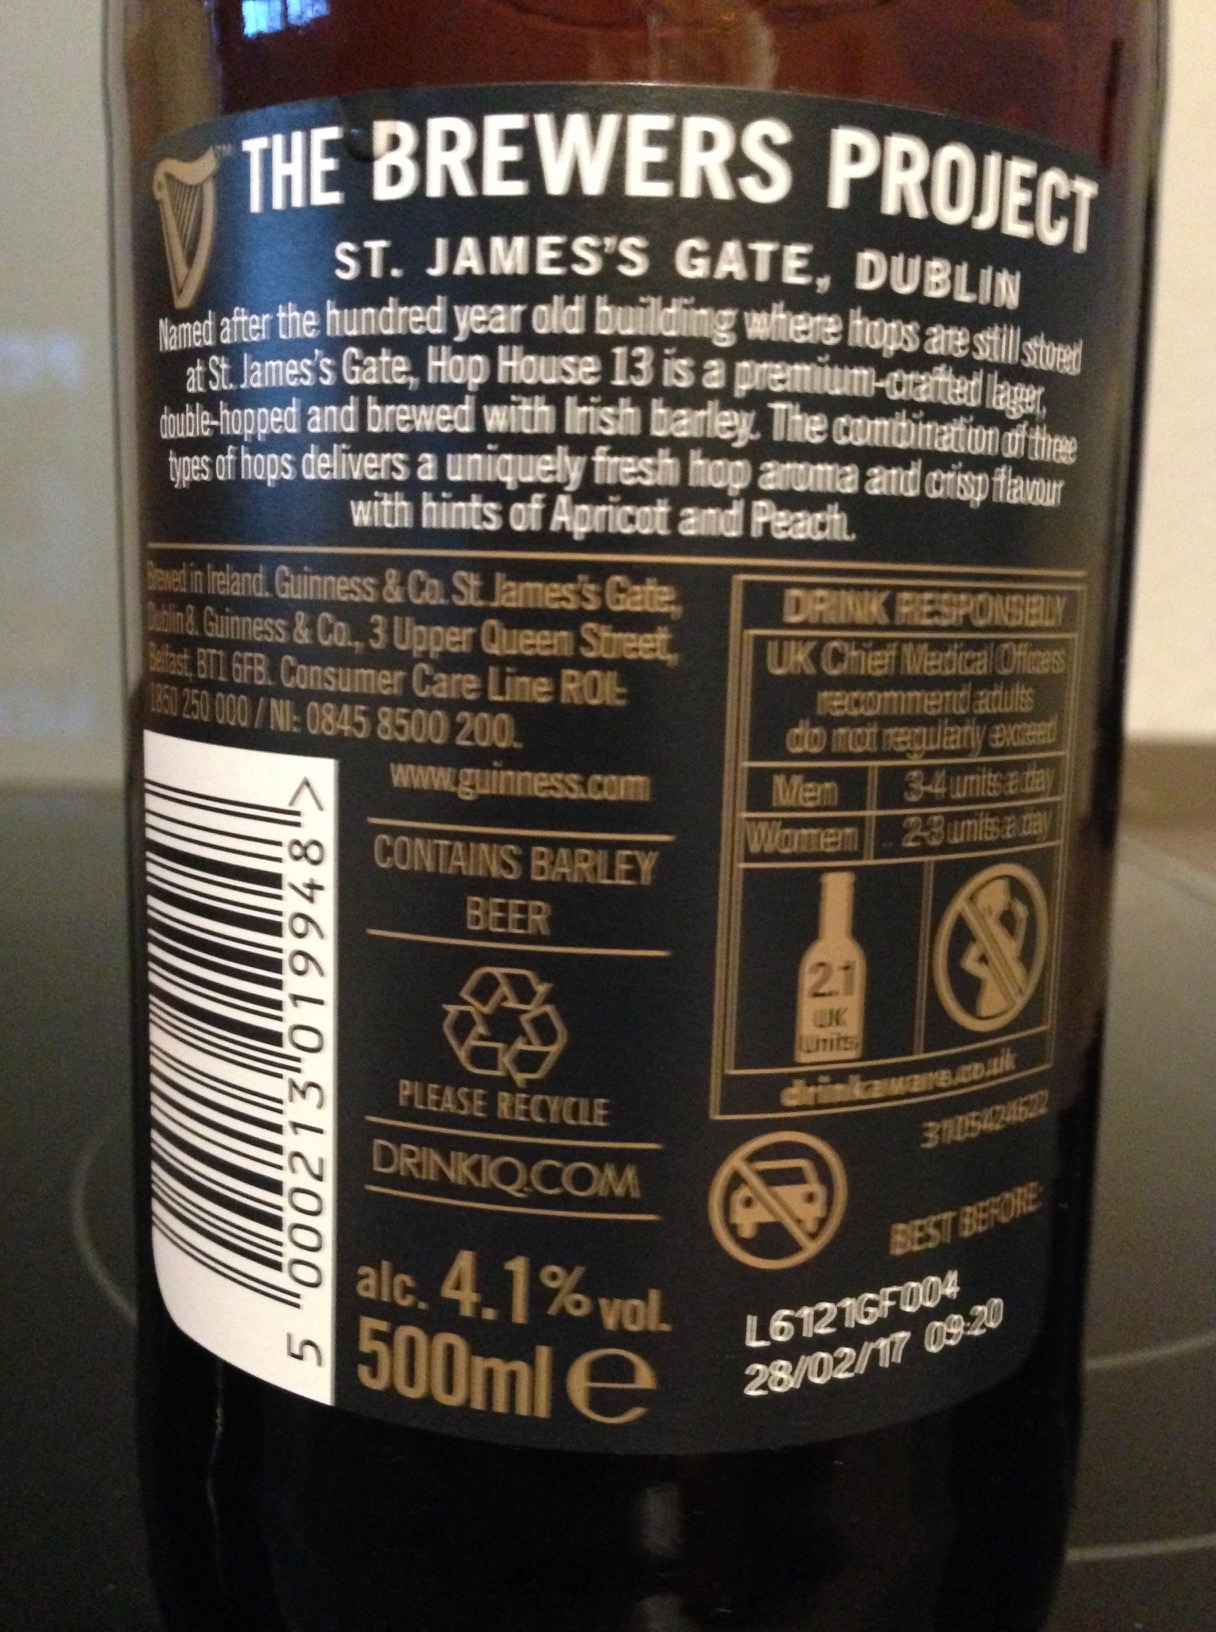 THE BREWERS PROJECT
ST. JAMES'S GATE, DUBLIN
Named after the hundred year old building where hops are still stored
at St. James's Gate, Hop House 13 is a premium-crafted lager,
double-hopped and brewed with Irish barley. The combination of three
types of hops delivers a uniquely fresh hop aroma and crisp flavour
with hints of Apricot and Peach.
Brewed in Ireland. Guinness & Co. St. James's Gate,
Dublin 8. Guinness & Co., 3 Upper Queen Street,
Belfast, BT1 6FB. Consumer Care Line ROI:
1850 250 000 / NI: 0845 8500 200.
www.guinness.com
CONTAINS BARLEY
BEER
PLEASE RECYCLE
DRINKIQ.COM
alc. 4.1% vol.
500ml e
5 000213 019948 >
DRINK RESPONSIBLY
UK Chief Medical Officers
recommend adults
do not regularly exceed
Men 3-4 units a day
Women 2-3 units a day
2.1
UK
Units
drinkaware.co.uk
31105424622
BEST BEFORE:
L6121GF004
28/02/17 09:20